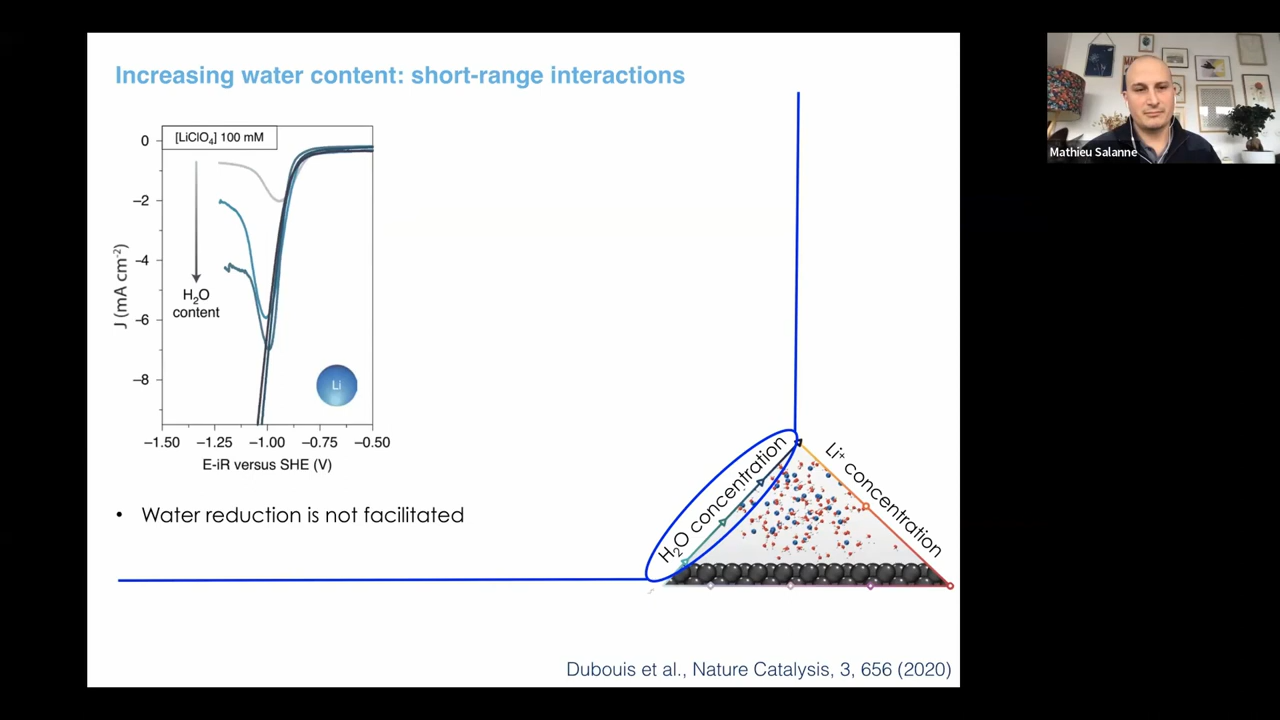 Increasing water content: short-range interactions
[LiClO₄] 100 mM
0
−2
−4
−6
−8
J (mA cm⁻²)
H₂O
content
Li
−1.50 −1.25 −1.00 −0.75 −0.50
E-iR versus SHE (V)
• Water reduction is not facilitated
H₂O concentration
Li⁺ concentration
Dubouis et al., Nature Catalysis, 3, 656 (2020)
Mathieu Salanne